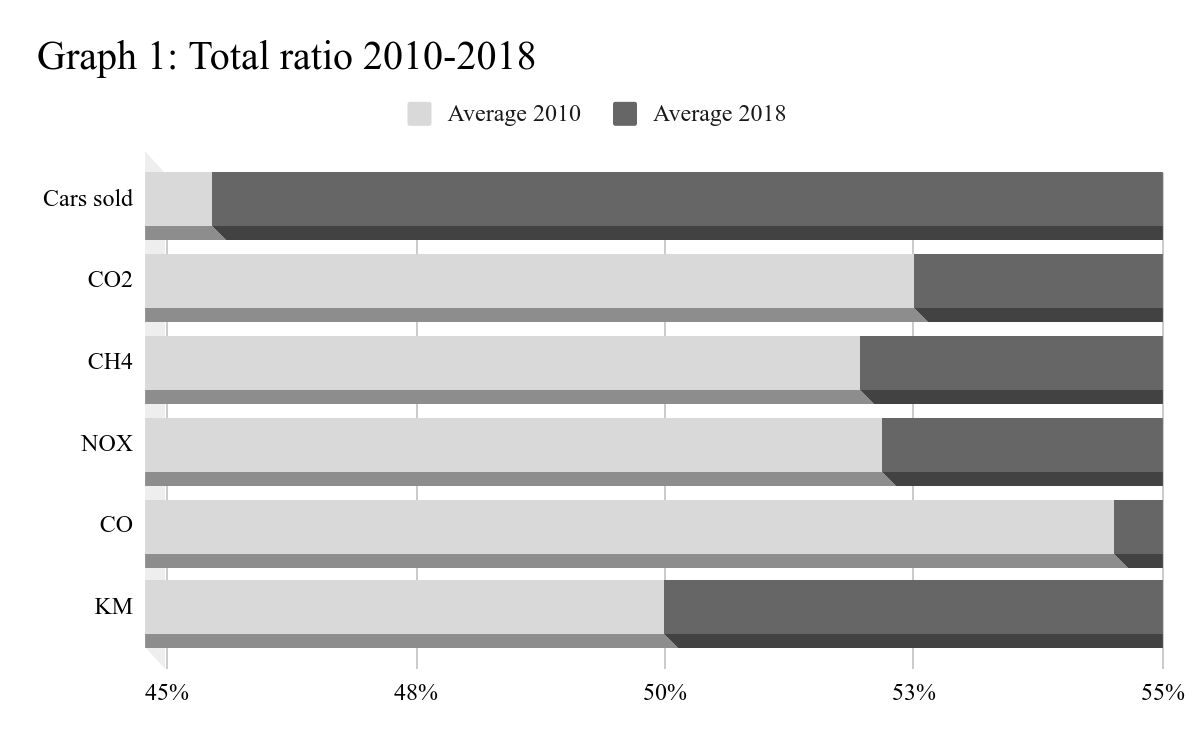 Graph 1: Total ratio 2010-2018
Average 2010 Average 2018
Cars sold
CO2
CH4
NOX
CO
KM
45% 48% 50% 53% 55%